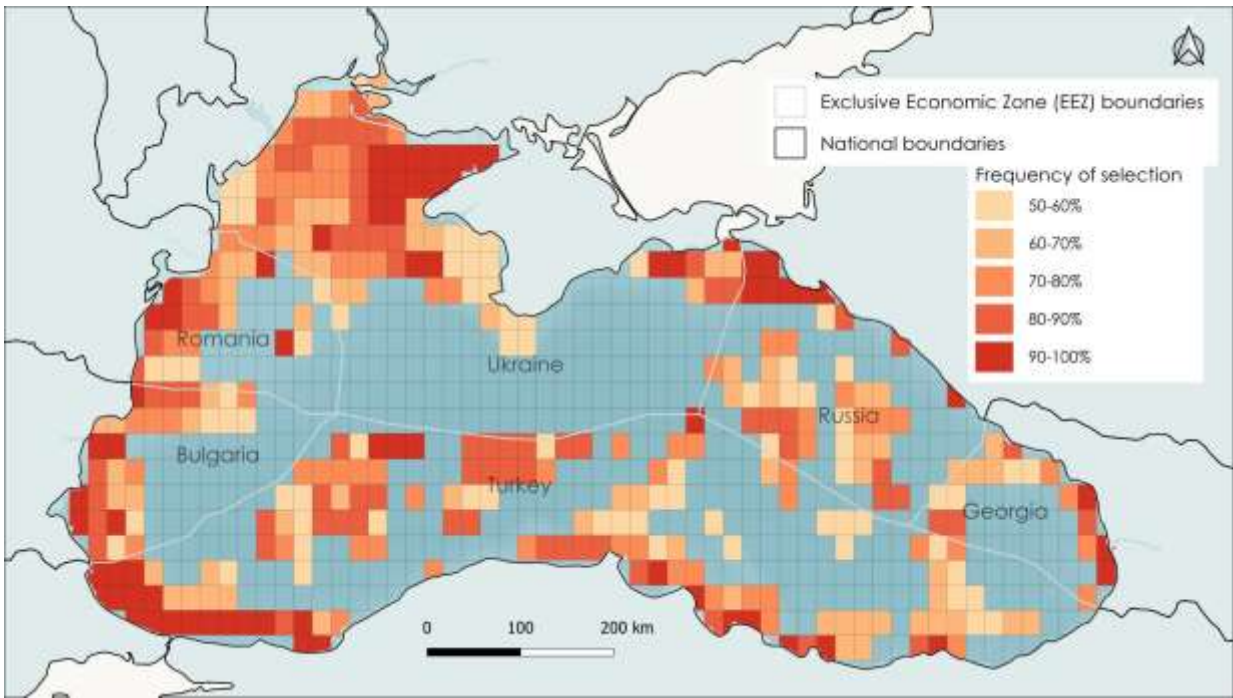 Exclusive Economic Zone (EEZ) boundaries
National boundaries
Frequency of selection
50-60%
60-70%
70-80%
80-90%
90-100%
Romania
Ukraine
Russia
Bulgaria
Turkey
Georgia
0 100 200 km